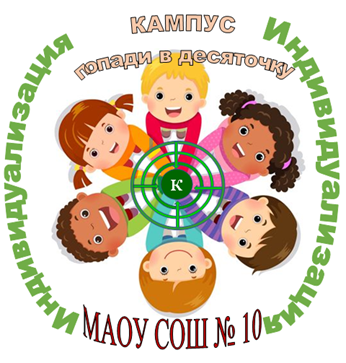 КАМПУС
попади в десяточку
Индивидуализация
Индивидуализация
К
МАОУ СОШ № 10